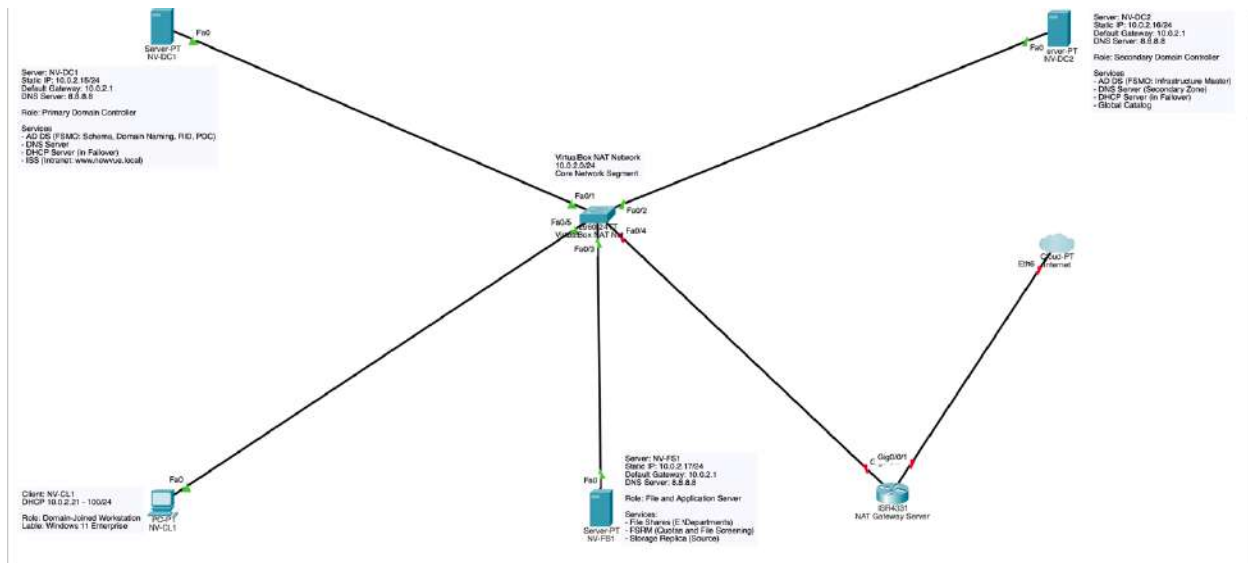 Fa0
Server-PT
NV-DC1
Server: NV-DC1
Static IP: 10.0.2.15/24
Default Gateway: 10.0.2.1
DNS Server: 8.8.8.8
Role: Primary Domain Controller
Services
- AD DS (FSMO: Schema, Domain Naming, RID, PDC)
- DNS Server
- DHCP Server (in Failover)
- ISS (Intranet: www.newvue.local)
Server: NV-DC2
Static IP: 10.0.2.16/24
Default Gateway: 10.0.2.1
DNS Server: 8.8.8.8
Role: Secondary Domain Controller
Services
- AD DS (FSMO: Infrastructure Master)
- DNS Server (Secondary Zone)
- DHCP Server (in Failover)
- Global Catalog
Fa0
erver-PT
NV-DC2
VirtualBox NAT Network
10.0.2.0/24
Core Network Segment
Fa0/1
Fa0/2
Fa0/5
Fa0/4
VirtualBox NAT
Fa0/3
Cloud-PT
Internet
Eth6
Client: NV-CL1
DHCP 10.0.2.21 - 100/24
Role: Domain-Joined Workstation
Lable: Windows 11 Enterprise
Fa0
PC-PT
NV-CL1
Server: NV-FS1
Static IP: 10.0.2.17/24
Default Gateway: 10.0.2.1
DNS Server: 8.8.8.8
Role: File and Application Server
Services:
- File Shares (E:\Departments)
- FSRM (Quotas and File Screening)
- Storage Replica (Source)
Fa0
Server-PT
NV-FS1
Gig0/0/1
ISR4331
NAT Gateway Server